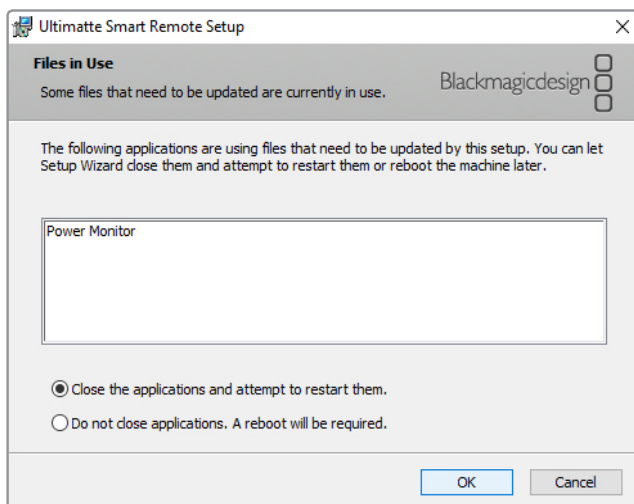 Ultimatte Smart Remote Setup
Files in Use
Some files that need to be updated are currently in use.
Blackmagicdesign
The following applications are using files that need to be updated by this setup. You can let
Setup Wizard close them and attempt to restart them or reboot the machine later.
Power Monitor
Close the applications and attempt to restart them.
Do not close applications. A reboot will be required.
OK
Cancel